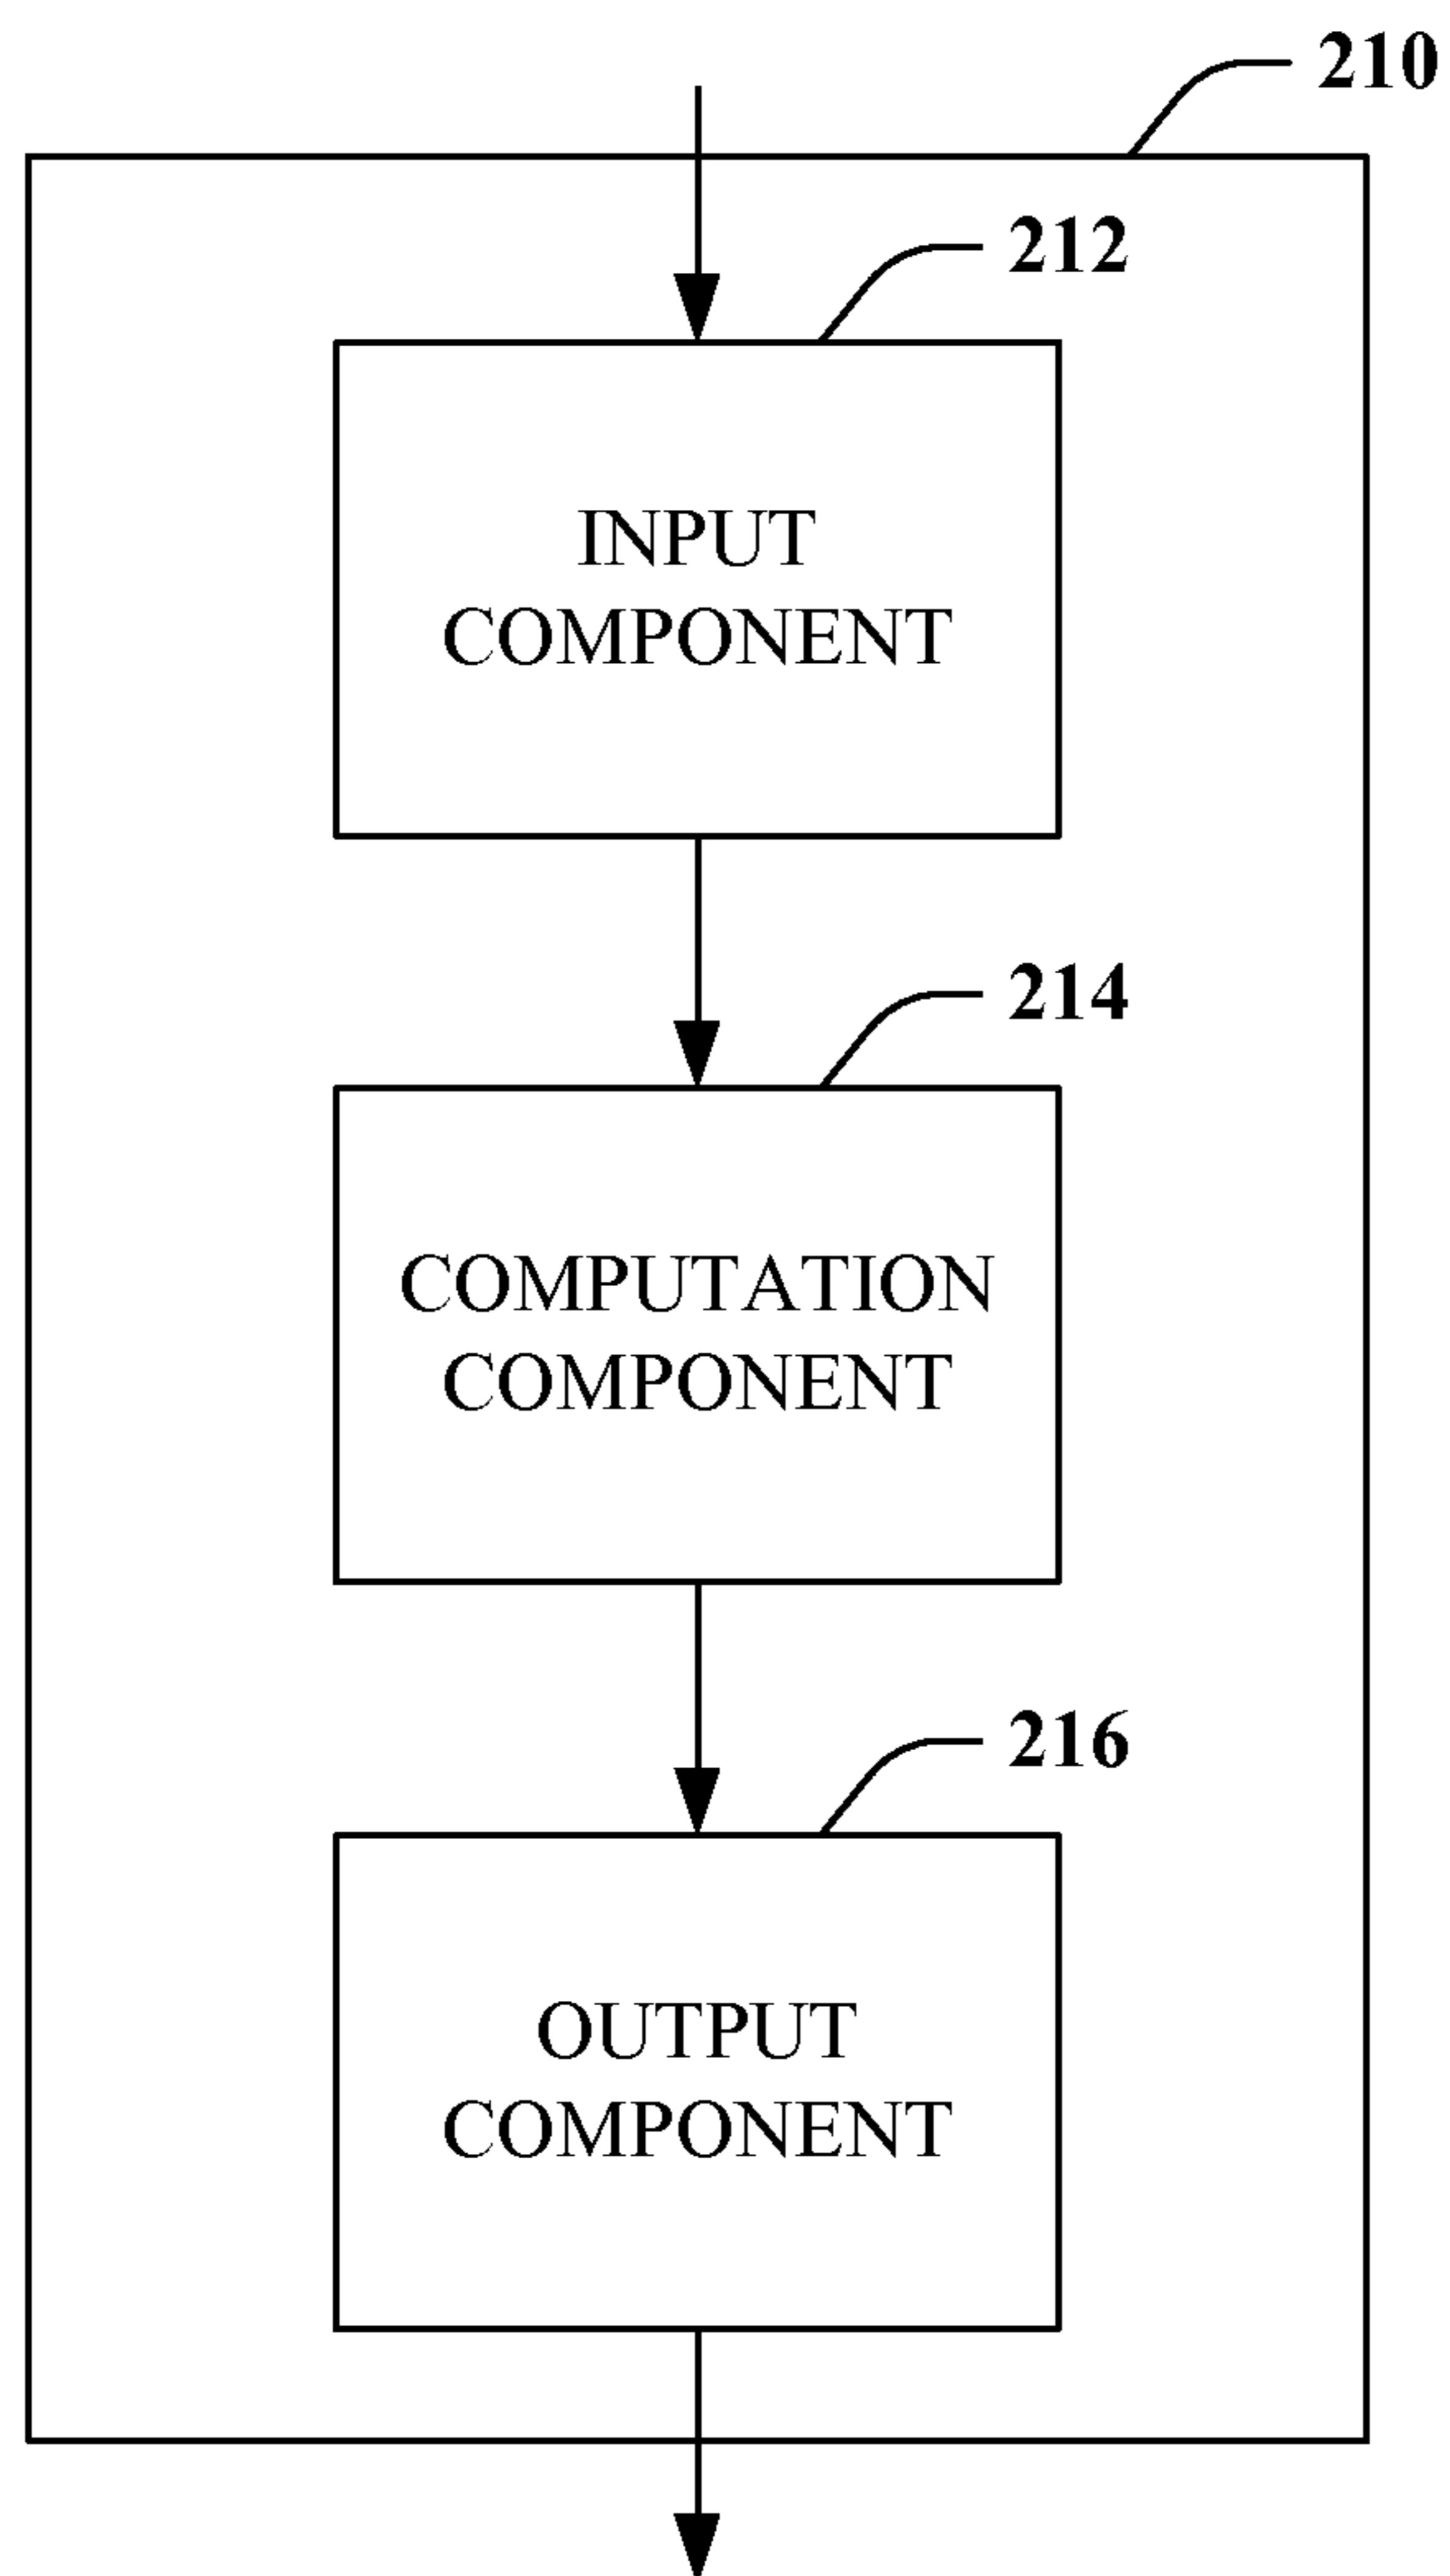 210
212
INPUT
COMPONENT
214
COMPUTATION
COMPONENT
216
OUTPUT
COMPONENT